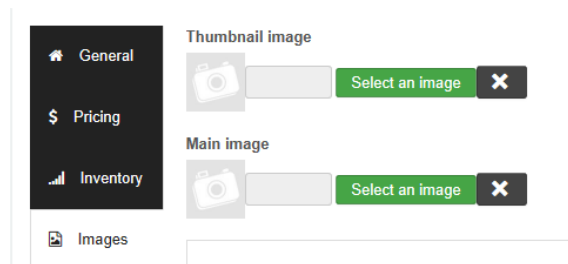 General
Pricing
Inventory
Images
Thumbnail image
Select an image
Main image
Select an image